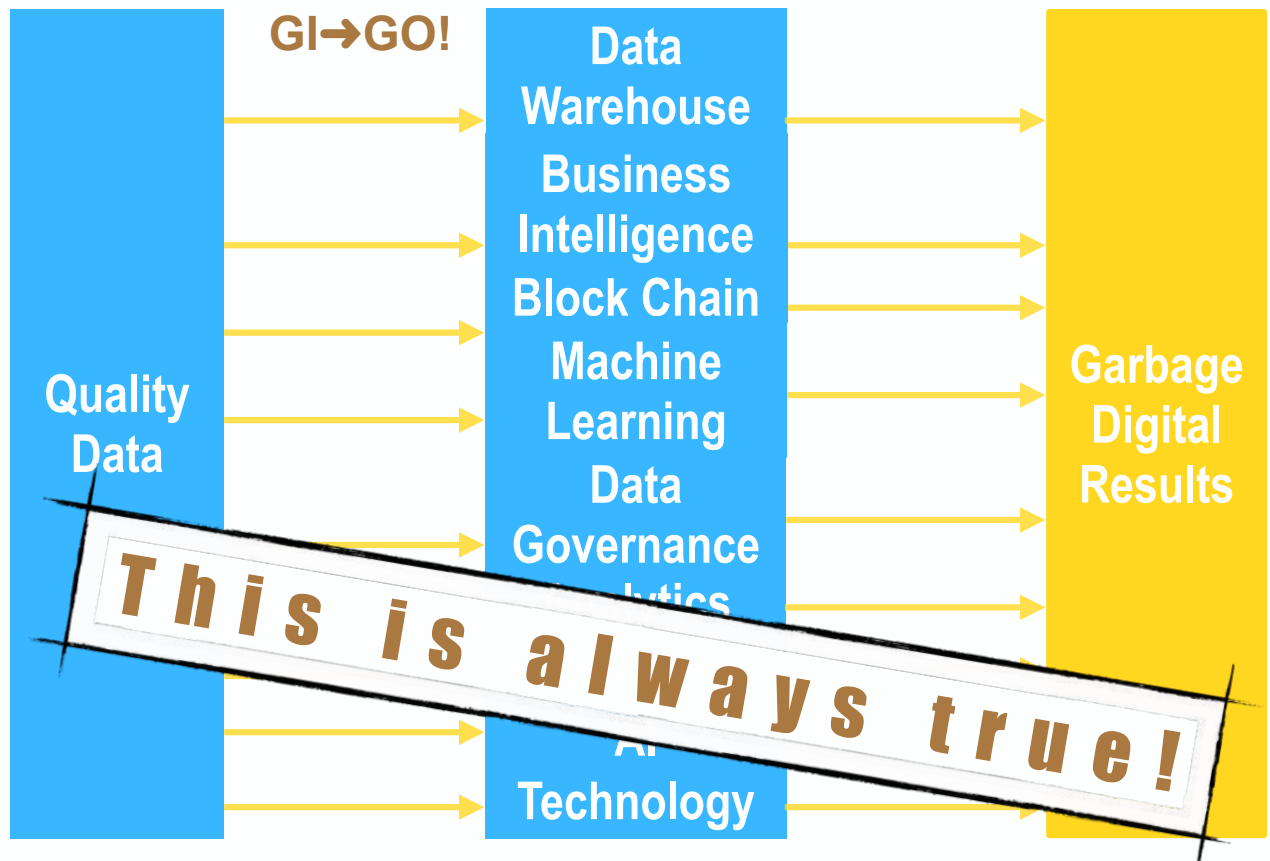 GI➜GO!
Quality
Data
Data
Warehouse
Business
Intelligence
Block Chain
Machine
Learning
Data
Governance
Technology
Garbage
Digital
Results
This is always true!